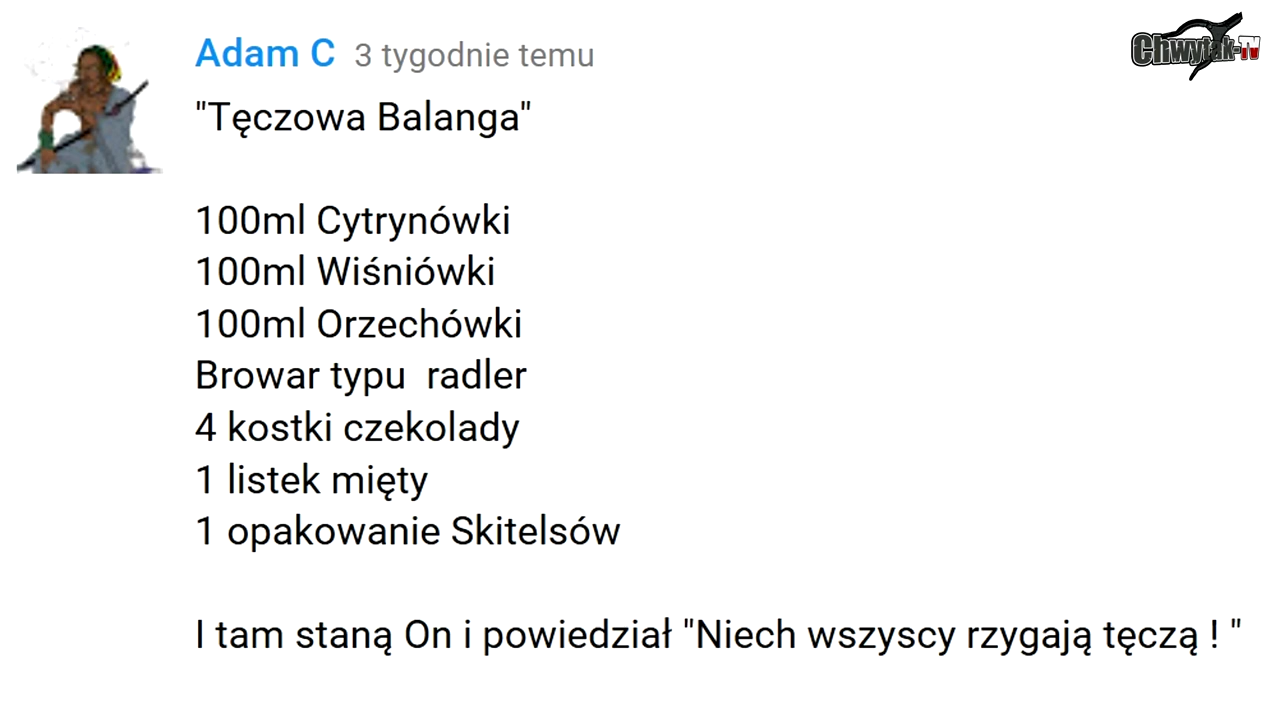 Adam C 3 tygodnie temu
Chwytak-TV
"Tęczowa Balanga"
100ml Cytrynówki
100ml Wiśniówki
100ml Orzechówki
Browar typu  radler
4 kostki czekolady
1 listek mięty
1 opakowanie Skitelsów
I tam staną On i powiedział "Niech wszyscy rzygają tęczą ! "